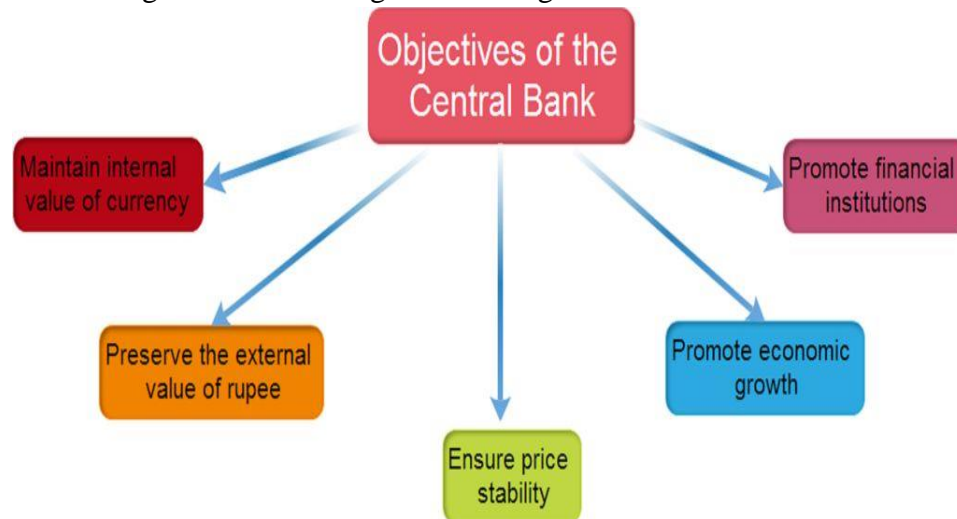 Objectives of the
Central Bank
Maintain internal
value of currency
Promote financial
institutions
Preserve the external
value of rupee
Promote economic
growth
Ensure price
stability